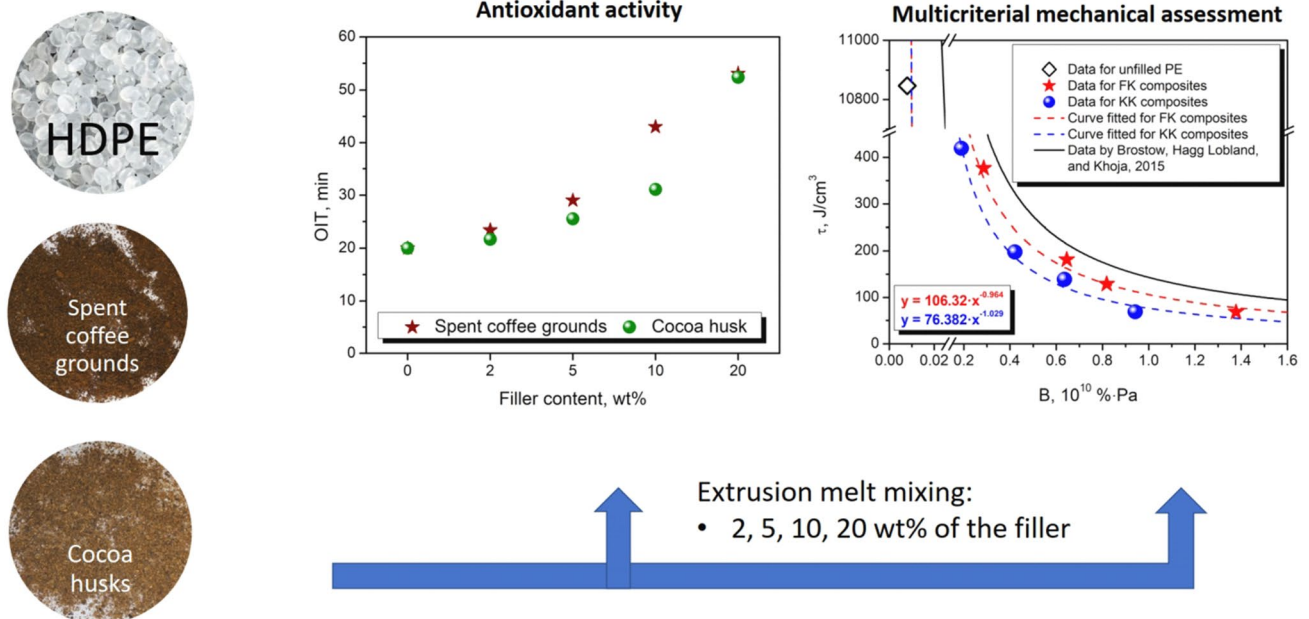 HDPE
Spent
coffee
grounds
Cocoa
husks
Antioxidant activity
OIT, min
60
50
40
30
20
10
0
Spent coffee grounds
Cocoa husk
0 2 5 10 20
Filler content, wt%
Multicriterial mechanical assessment
τ, J/cm³
11000
10800
400
300
200
100
0
Data for unfilled PE
Data for FK composites
Data for KK composites
Curve fitted for FK composites
Curve fitted for KK composites
Data by Brostow, Hagg Lobland,
and Khoja, 2015
y = 106.32·x^-0.964
y = 76.382·x^-1.029
0.00 0.02 0.2 0.4 0.6 0.8 1.0 1.2 1.4 1.6
B, 10¹⁰ %·Pa
Extrusion melt mixing:
• 2, 5, 10, 20 wt% of the filler